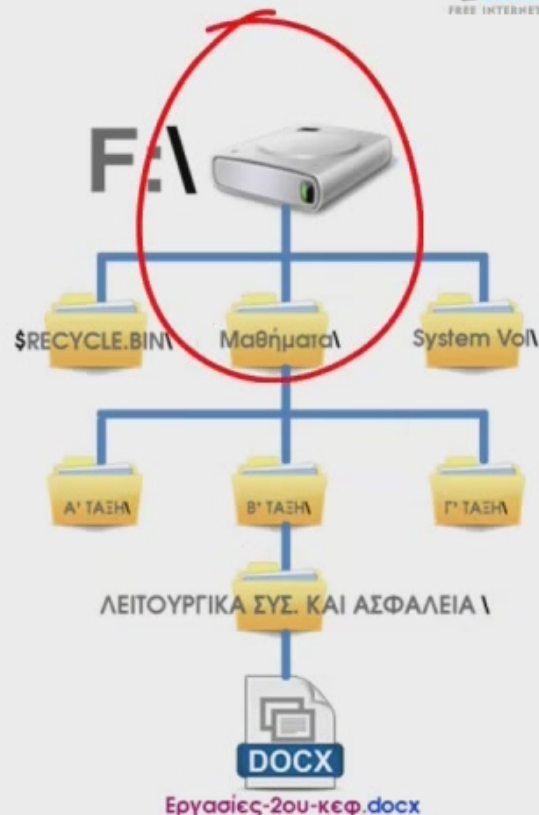 FREE INTERNET
F:\
$RECYCLE.BIN\ Μαθήματα\ System Vol\
Α' ΤΑΞΗ\ Β' ΤΑΞΗ\ Γ' ΤΑΞΗ\
ΛΕΙΤΟΥΡΓΙΚΑ ΣΥΣ. ΚΑΙ ΑΣΦΑΛΕΙΑ \
DOCX
Εργασίες-2ου-κεφ.docx